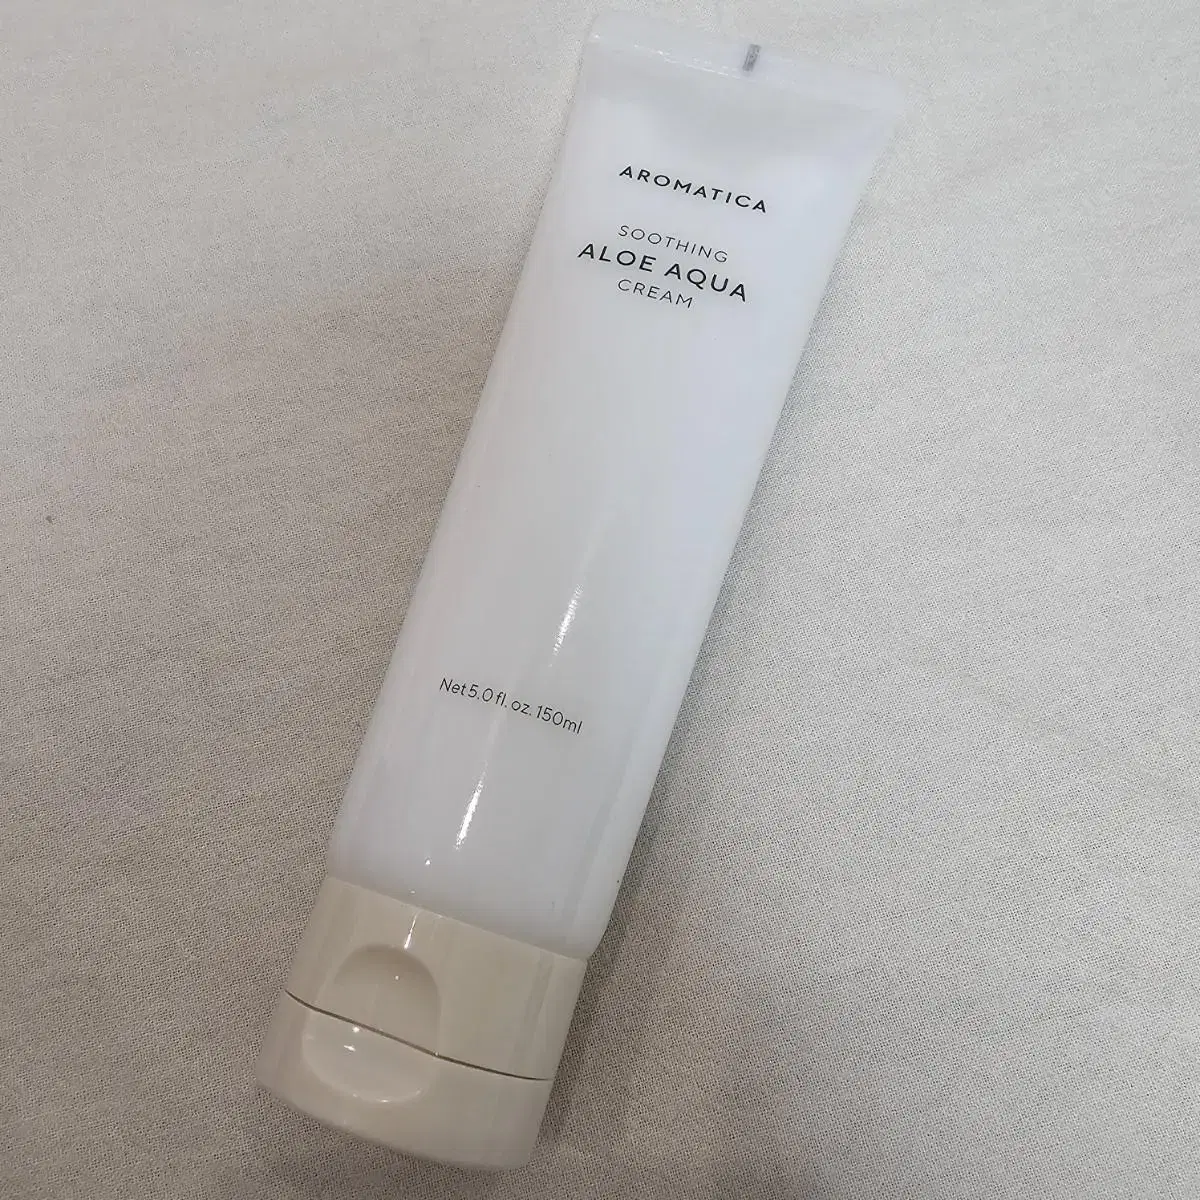 AROMATICA
SOOTHING
ALOE AQUA
CREAM
Net 5.0 fl. oz. 150ml